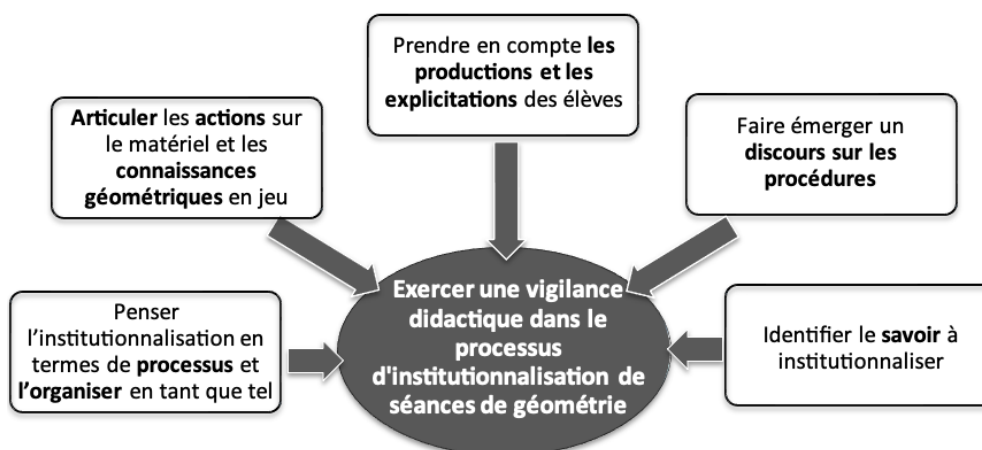 Prendre en compte les
productions et les
explicitations des élèves
Articuler les actions sur
le matériel et les
connaissances
géométriques en jeu
Faire émerger un
discours sur les
procédures
Penser
l'institutionnalisation en
termes de processus et
l'organiser en tant que tel
Exercer une vigilance
didactique dans le
processus
d'institutionnalisation de
séances de géométrie
Identifier le savoir à
institutionnaliser